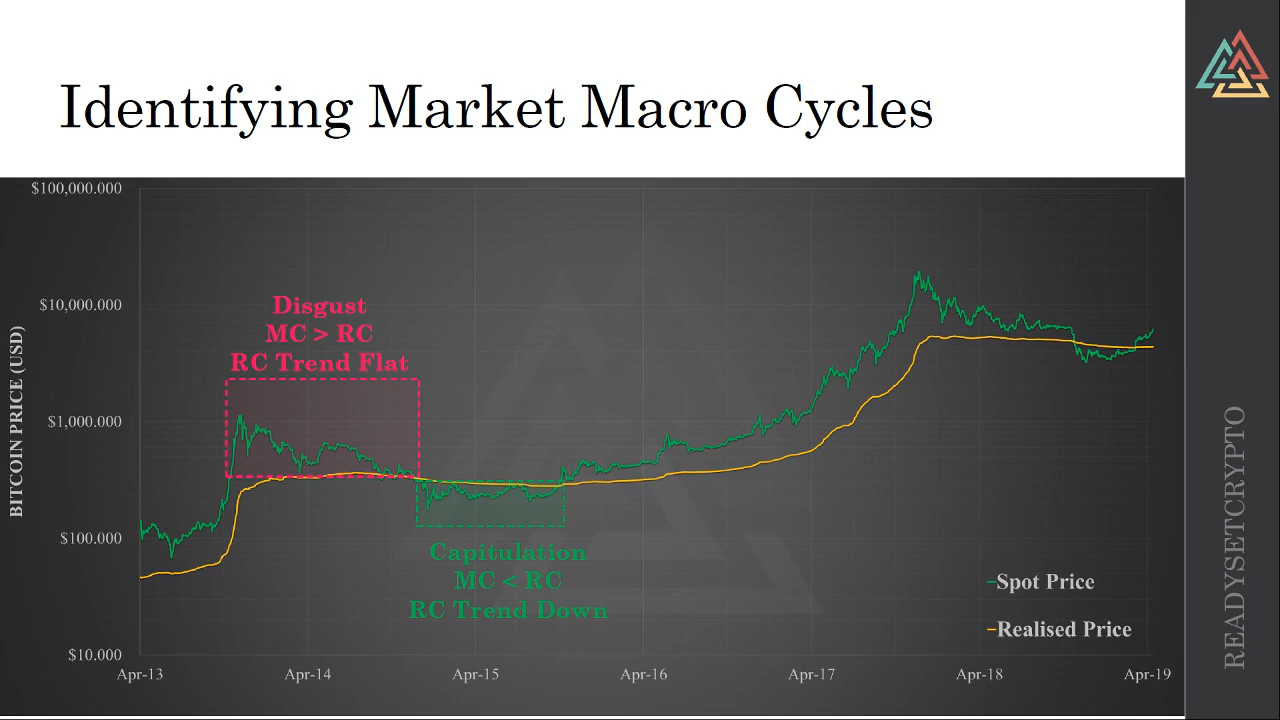 Identifying Market Macro Cycles
$100,000.000
$10,000.000
$1,000.000
$100.000
$10.000
BITCOIN PRICE (USD)
Disgust
MC > RC
RC Trend Flat
Capitulation
MC < RC
RC Trend Down
Spot Price
Realised Price
Apr-13
Apr-14
Apr-15
Apr-16
Apr-17
Apr-18
Apr-19
READYSETCRYPTO